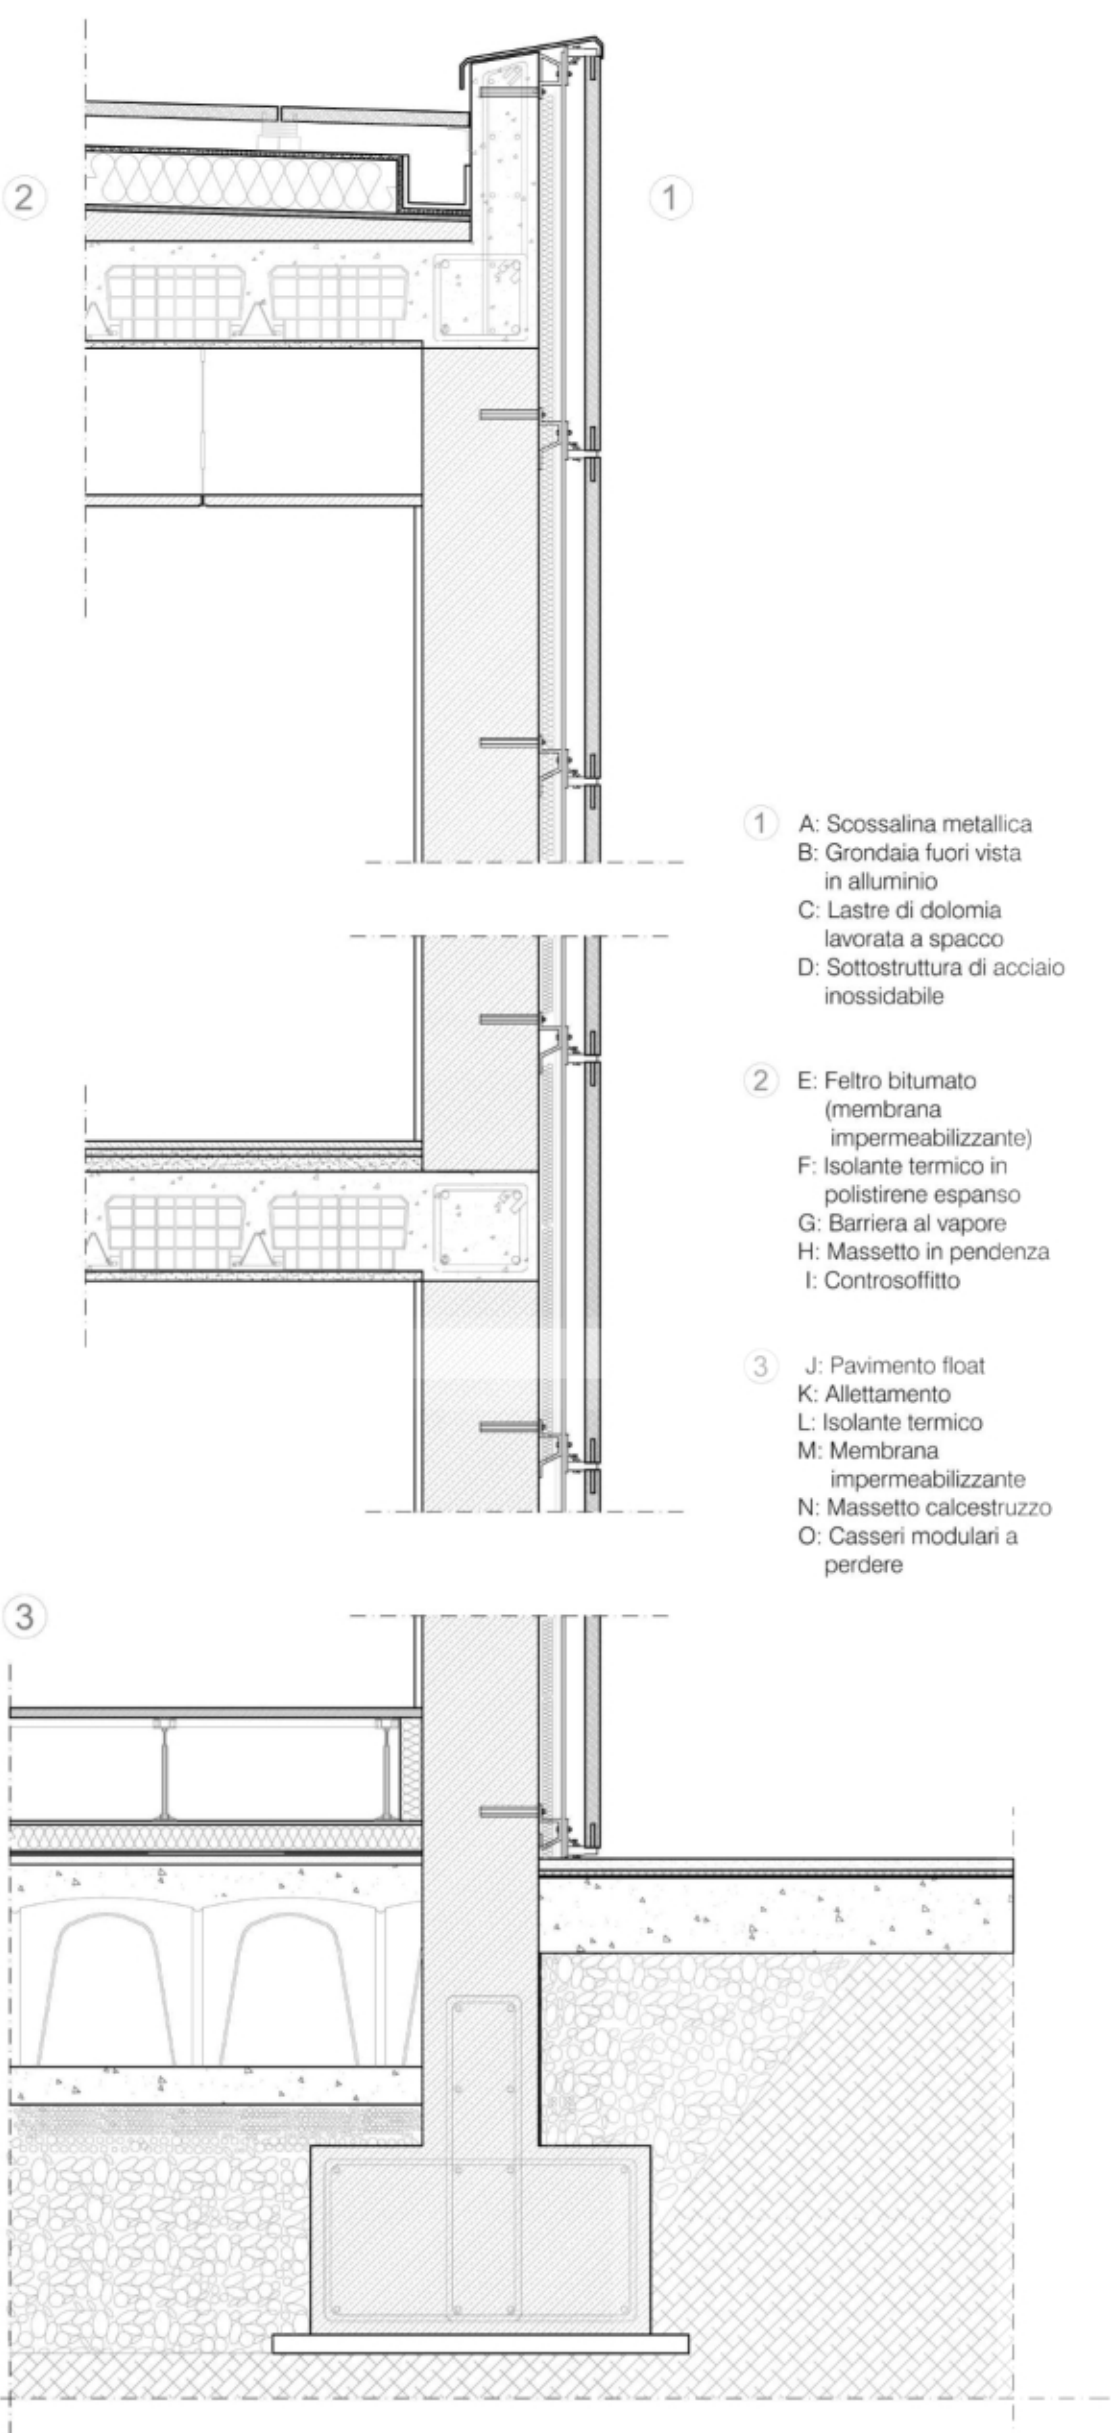 2
1
1 A: Scossalina metallica
B: Grondaia fuori vista
in alluminio
C: Lastre di dolomia
lavorata a spacco
D: Sottostruttura di acciaio
inossidabile
2 E: Feltro bitumato
(membrana
impermeabilizzante)
F: Isolante termico in
polistirene espanso
G: Barriera al vapore
H: Massetto in pendenza
I: Controsoffitto
3 J: Pavimento float
K: Allettamento
L: Isolante termico
M: Membrana
impermeabilizzante
N: Massetto calcestruzzo
O: Casseri modulari a
perdere
3